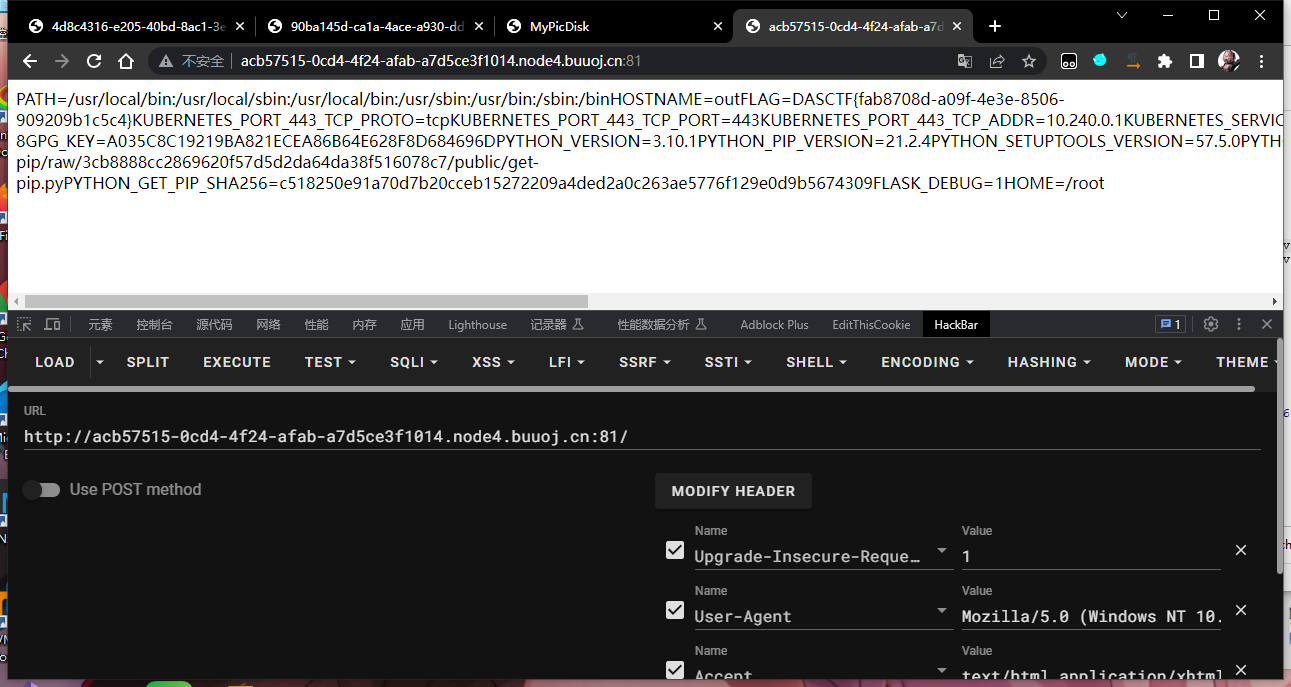 4d8c4316-e205-40bd-8ac1-3e
90ba145d-ca1a-4ace-a930-dd
MyPicDisk
acb57515-0cd4-4f24-afab-a7d
不安全 acb57515-0cd4-4f24-afab-a7d5ce3f1014.node4.buuoj.cn:81
PATH=/usr/local/bin:/usr/local/sbin:/usr/local/bin:/usr/sbin:/usr/bin:/sbin:/binHOSTNAME=outFLAG=DASCTF{fab8708d-a09f-4e3e-8506-
909209b1c5c4}KUBERNETES_PORT_443_TCP_PROTO=tcpKUBERNETES_PORT_443_TCP_PORT=443KUBERNETES_PORT_443_TCP_ADDR=10.240.0.1KUBERNETES_SERVIC
8GPG_KEY=A035C8C19219BA821ECEA86B64E628F8D684696DPYTHON_VERSION=3.10.1PYTHON_PIP_VERSION=21.2.4PYTHON_SETUPTOOLS_VERSION=57.5.0PYTHO
pip/raw/3cb8888cc2869620f57d5d2da64da38f516078c7/public/get-
pip.pyPYTHON_GET_PIP_SHA256=c518250e91a70d7b20cceb15272209a4ded2a0c263ae5776f129e0d9b5674309FLASK_DEBUG=1HOME=/root
元素 控制台 源代码 网络 性能 内存 应用 Lighthouse 记录器 性能数据分析 Adblock Plus EditThisCookie HackBar 1
LOAD SPLIT EXECUTE TEST SQLI XSS LFI SSRF SSTI SHELL ENCODING HASHING MODE THEME
URL
http://acb57515-0cd4-4f24-afab-a7d5ce3f1014.node4.buuoj.cn:81/
Use POST method
MODIFY HEADER
Name Value
Upgrade-Insecure-Reque… 1
Name Value
User-Agent Mozilla/5.0 (Windows NT 10.
Name Value
Accept text/html,application/xhtml